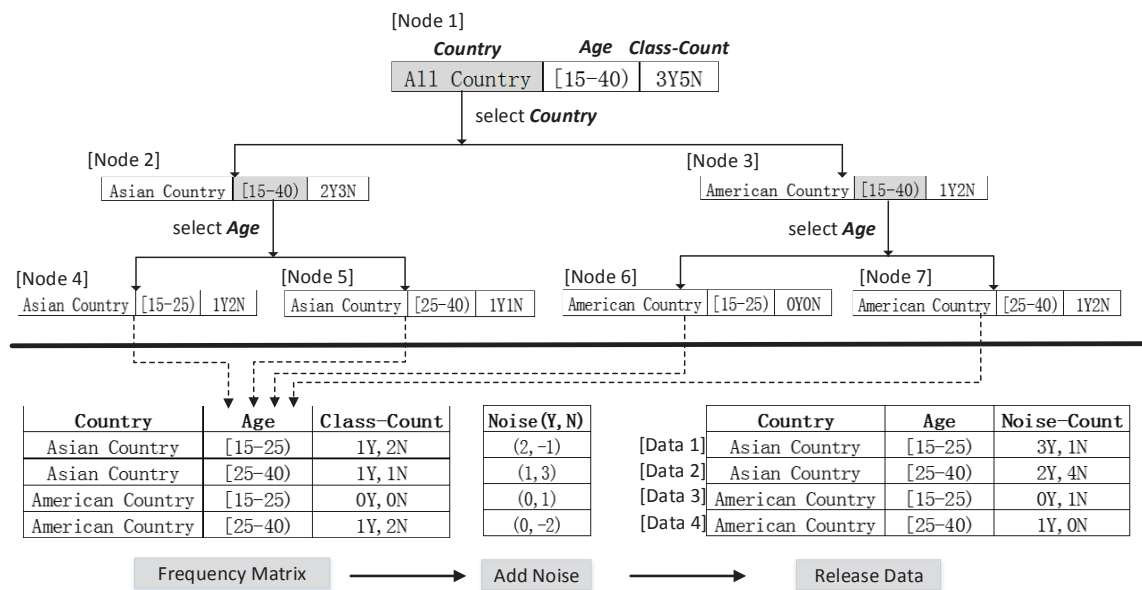 [Node 1]
Country Age Class-Count
All Country [15-40) 3Y5N
select Country
[Node 2] [Node 3]
Asian Country [15-40) 2Y3N American Country [15-40) 1Y2N
select Age select Age
[Node 4] [Node 5] [Node 6] [Node 7]
Asian Country [15-25) 1Y2N Asian Country [25-40) 1Y1N American Country [15-25) 0Y0N American Country [25-40) 1Y2N
Country Age Class-Count Noise(Y,N) Country Age Noise-Count
Asian Country [15-25) 1Y,2N (2,-1) [Data 1] Asian Country [15-25) 3Y,1N
Asian Country [25-40) 1Y,1N (1,3) [Data 2] Asian Country [25-40) 2Y,4N
American Country [15-25) 0Y,0N (0,1) [Data 3] American Country [15-25) 0Y,1N
American Country [25-40) 1Y,2N (0,-2) [Data 4] American Country [25-40) 1Y,0N
Frequency Matrix Add Noise Release Data